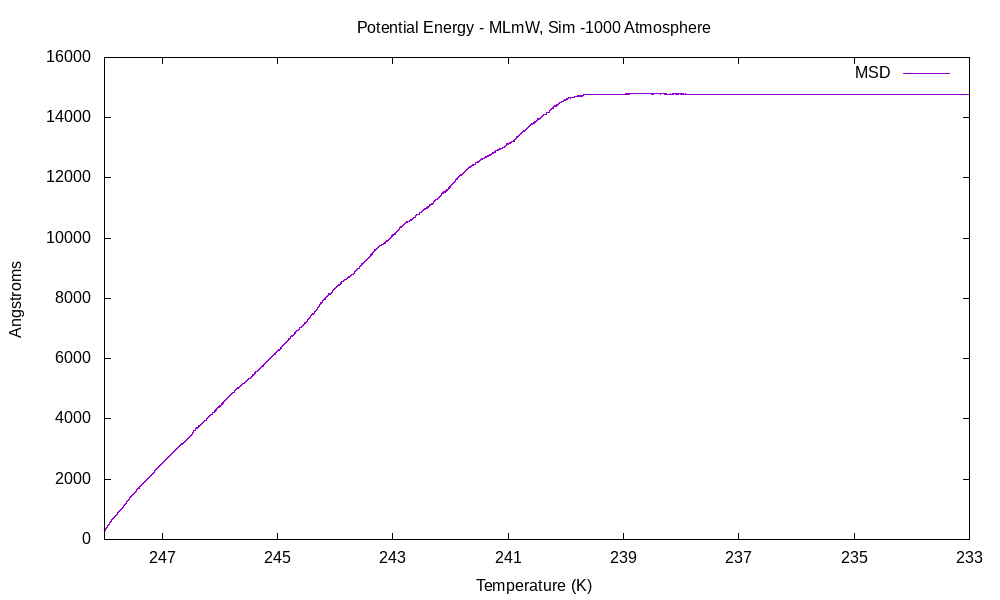 Potential Energy - MLmW, Sim -1000 Atmosphere
MSD
16000
14000
12000
10000
8000
6000
4000
2000
0
Angstroms
247 245 243 241 239 237 235 233
Temperature (K)